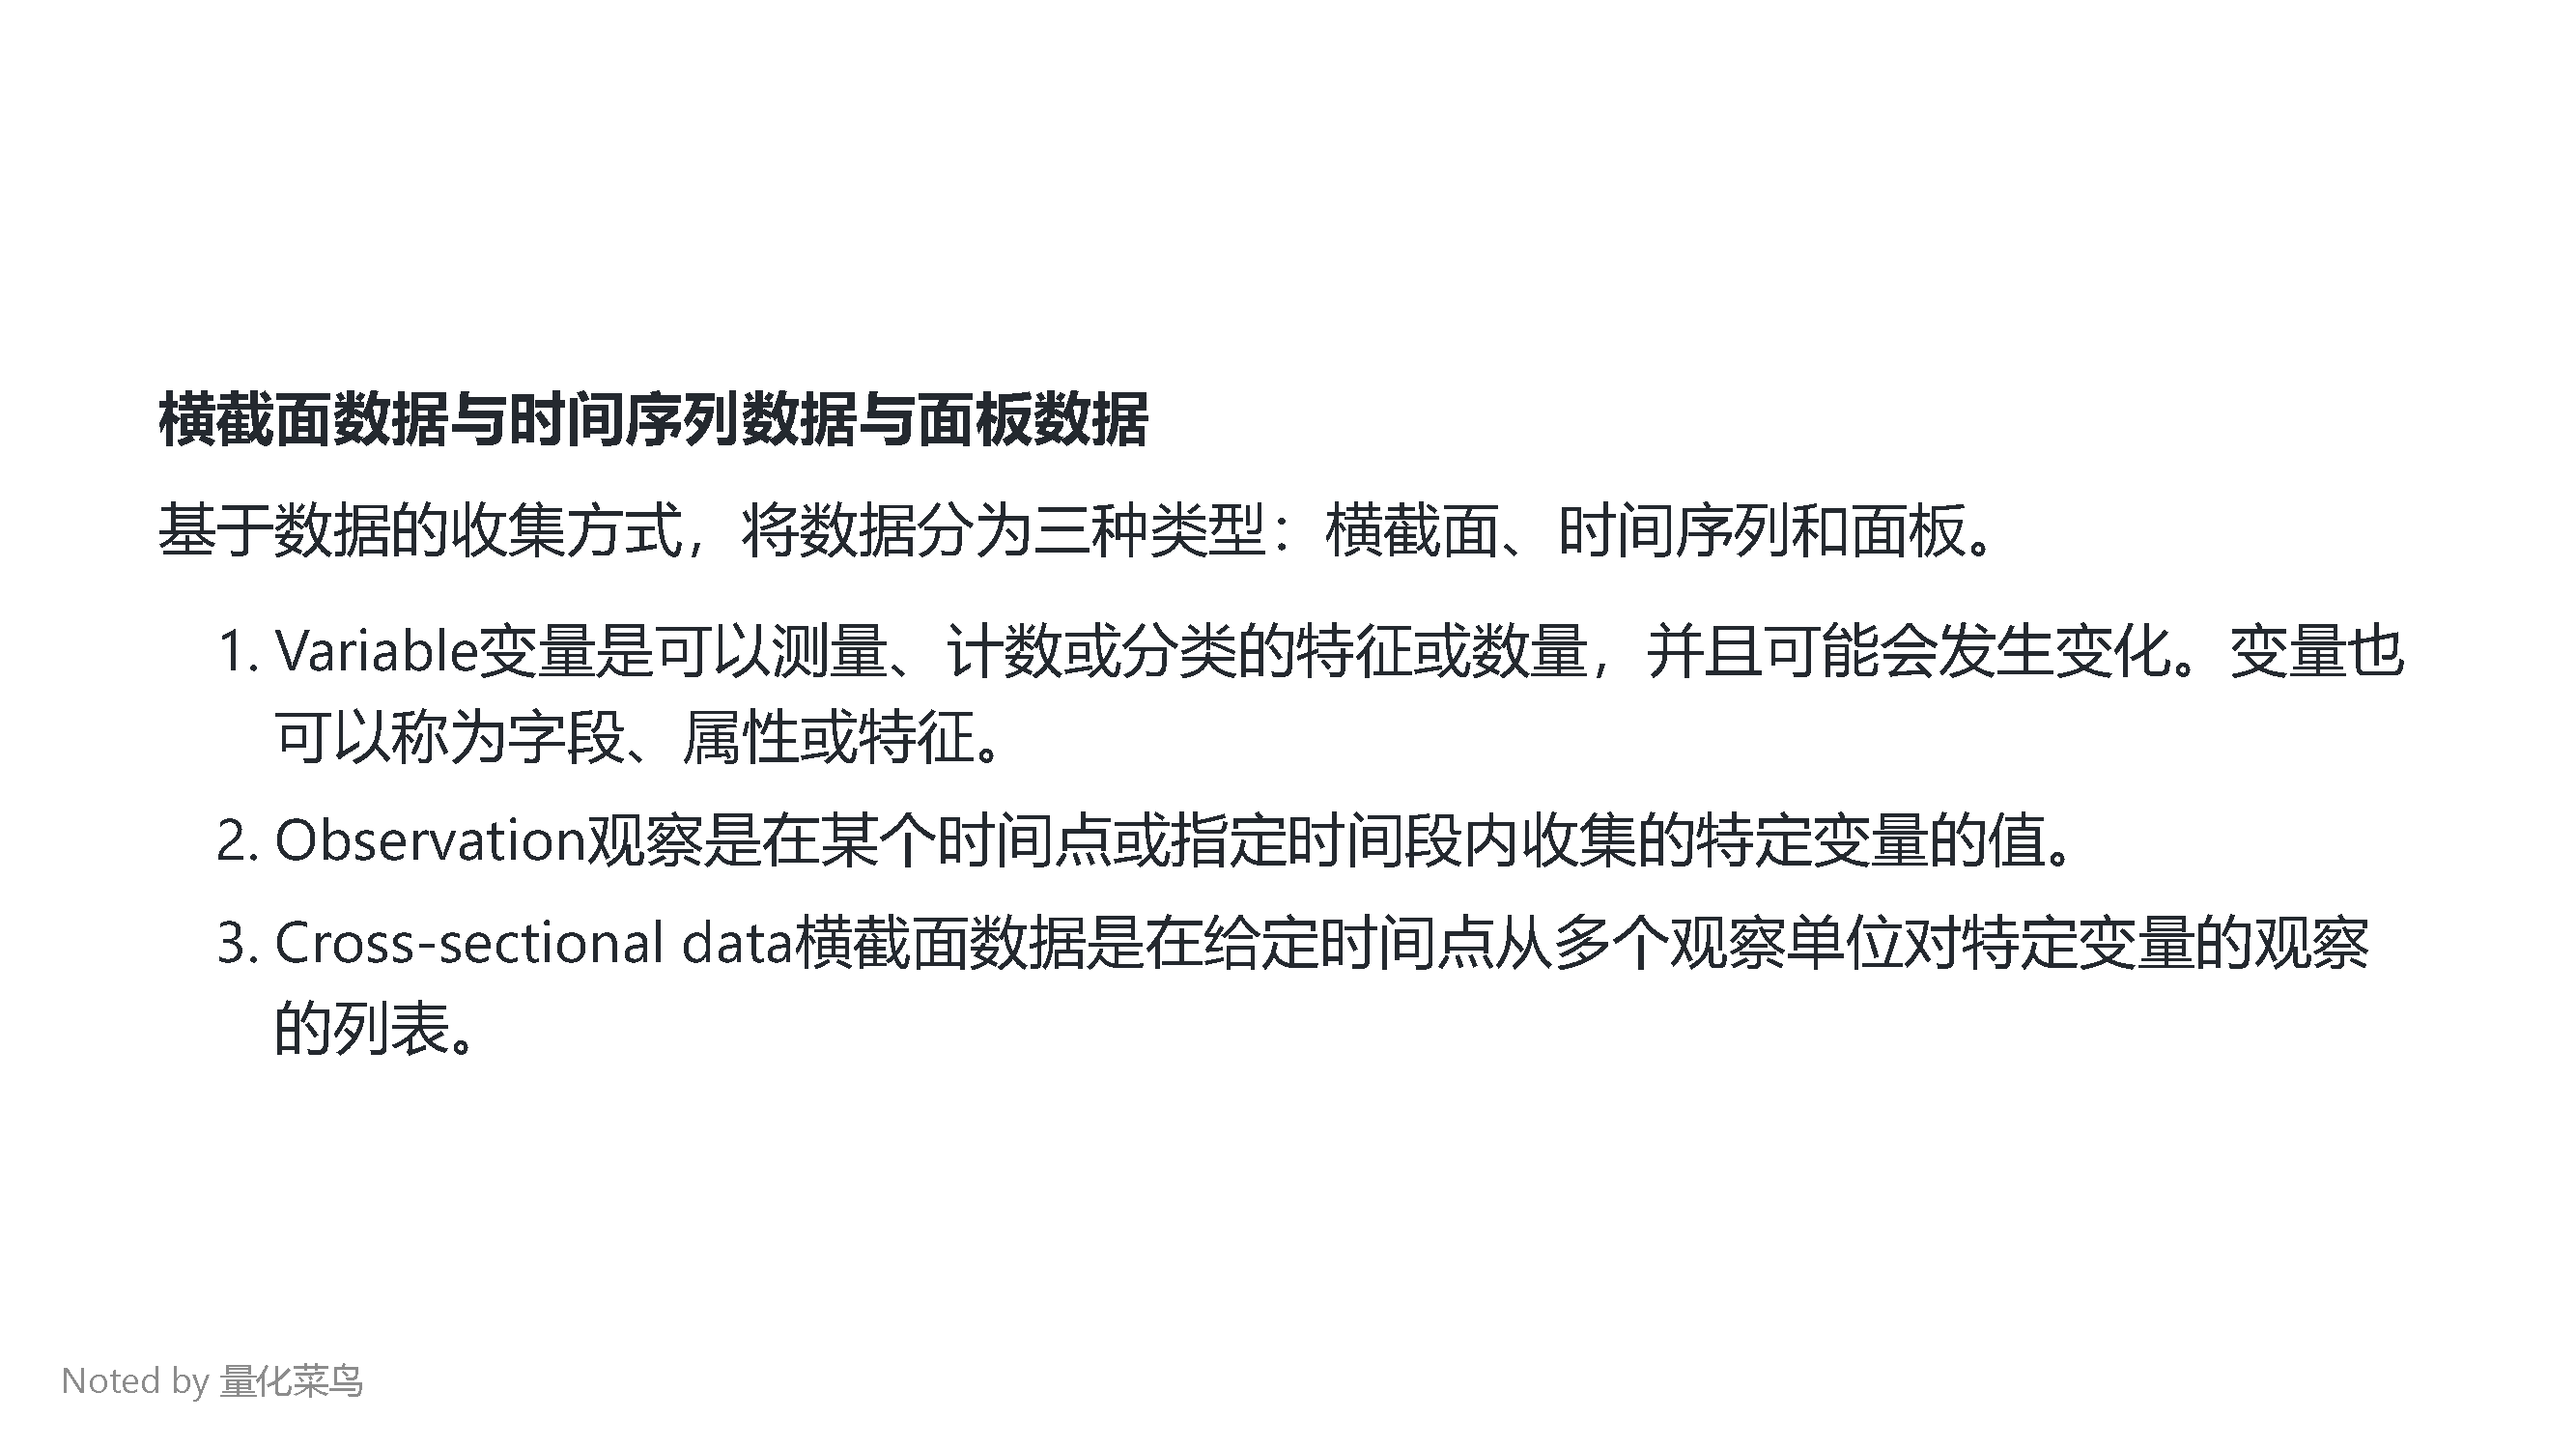 横截面数据与时间序列数据与面板数据
基于数据的收集方式，将数据分为三种类型：横截面、时间序列和面板。
1. Variable变量是可以测量、计数或分类的特征或数量，并且可能会发生变化。变量也
可以称为字段、属性或特征。
2. Observation观察是在某个时间点或指定时间段内收集的特定变量的值。
3. Cross-sectional data横截面数据是在给定时间点从多个观察单位对特定变量的观察
的列表。
Noted by 量化菜鸟